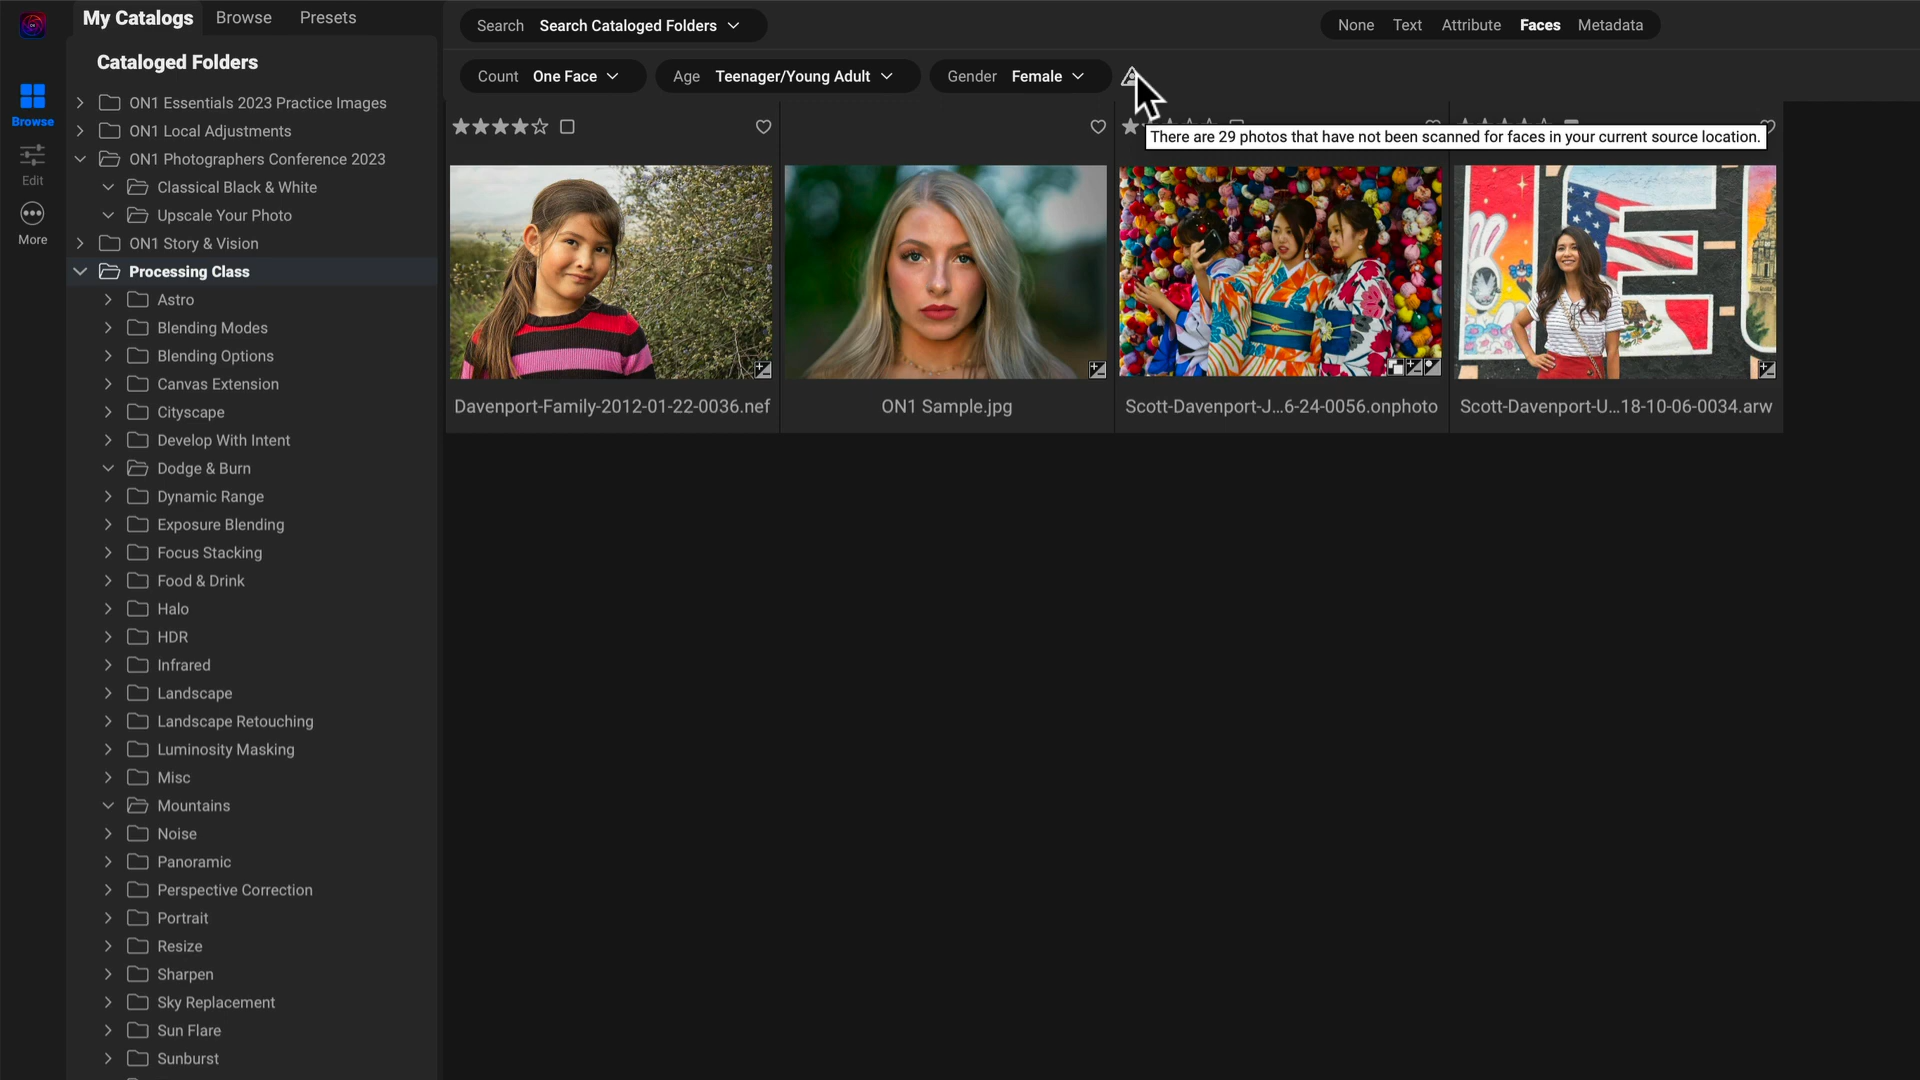 My Catalogs Browse Presets
Search Search Cataloged Folders
None Text Attribute Faces Metadata
Cataloged Folders
Count One Face Age Teenager/Young Adult Gender Female
There are 29 photos that have not been scanned for faces in your current source location.
Browse
Edit
More
ON1 Essentials 2023 Practice Images
ON1 Local Adjustments
ON1 Photographers Conference 2023
Classical Black & White
Upscale Your Photo
ON1 Story & Vision
Processing Class
Astro
Blending Modes
Blending Options
Canvas Extension
Cityscape
Develop With Intent
Dodge & Burn
Dynamic Range
Exposure Blending
Focus Stacking
Food & Drink
Halo
HDR
Infrared
Landscape
Landscape Retouching
Luminosity Masking
Misc
Mountains
Noise
Panoramic
Perspective Correction
Portrait
Resize
Sharpen
Sky Replacement
Sun Flare
Sunburst
Davenport-Family-2012-01-22-0036.nef
ON1 Sample.jpg
Scott-Davenport-J...6-24-0056.onphoto
Scott-Davenport-U...18-10-06-0034.arw